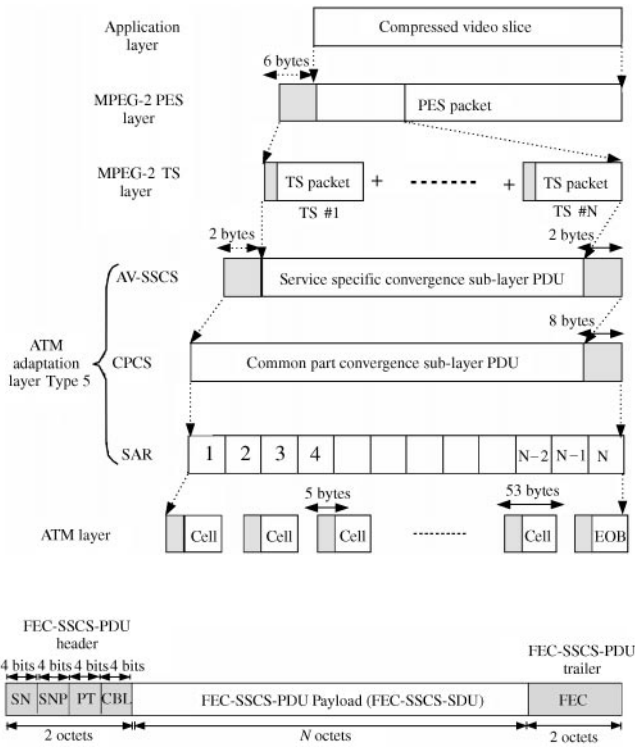 Application
layer
Compressed video slice
6 bytes
MPEG-2 PES
layer
PES packet
MPEG-2 TS
layer
TS packet + + TS packet
TS #1 TS #N
2 bytes 2 bytes
AV-SSCS
Service specific convergence sub-layer PDU
8 bytes
ATM
adaptation
layer Type 5
CPCS
Common part convergence sub-layer PDU
SAR
1 2 3 4 N-2 N-1 N
5 bytes 53 bytes
ATM layer
Cell Cell Cell Cell EOB
FEC-SSCS-PDU
header
4 bits 4 bits 4 bits 4 bits
FEC-SSCS-PDU
trailer
SN SNP PT CBL FEC-SSCS-PDU Payload (FEC-SSCS-SDU) FEC
2 octets N octets 2 octets